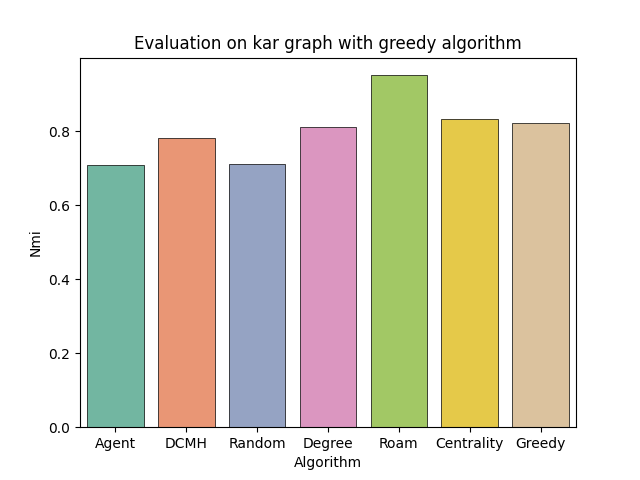 Evaluation on kar graph with greedy algorithm
Nmi
0.8
0.6
0.4
0.2
0.0
Agent DCMH Random Degree Roam Centrality Greedy
Algorithm